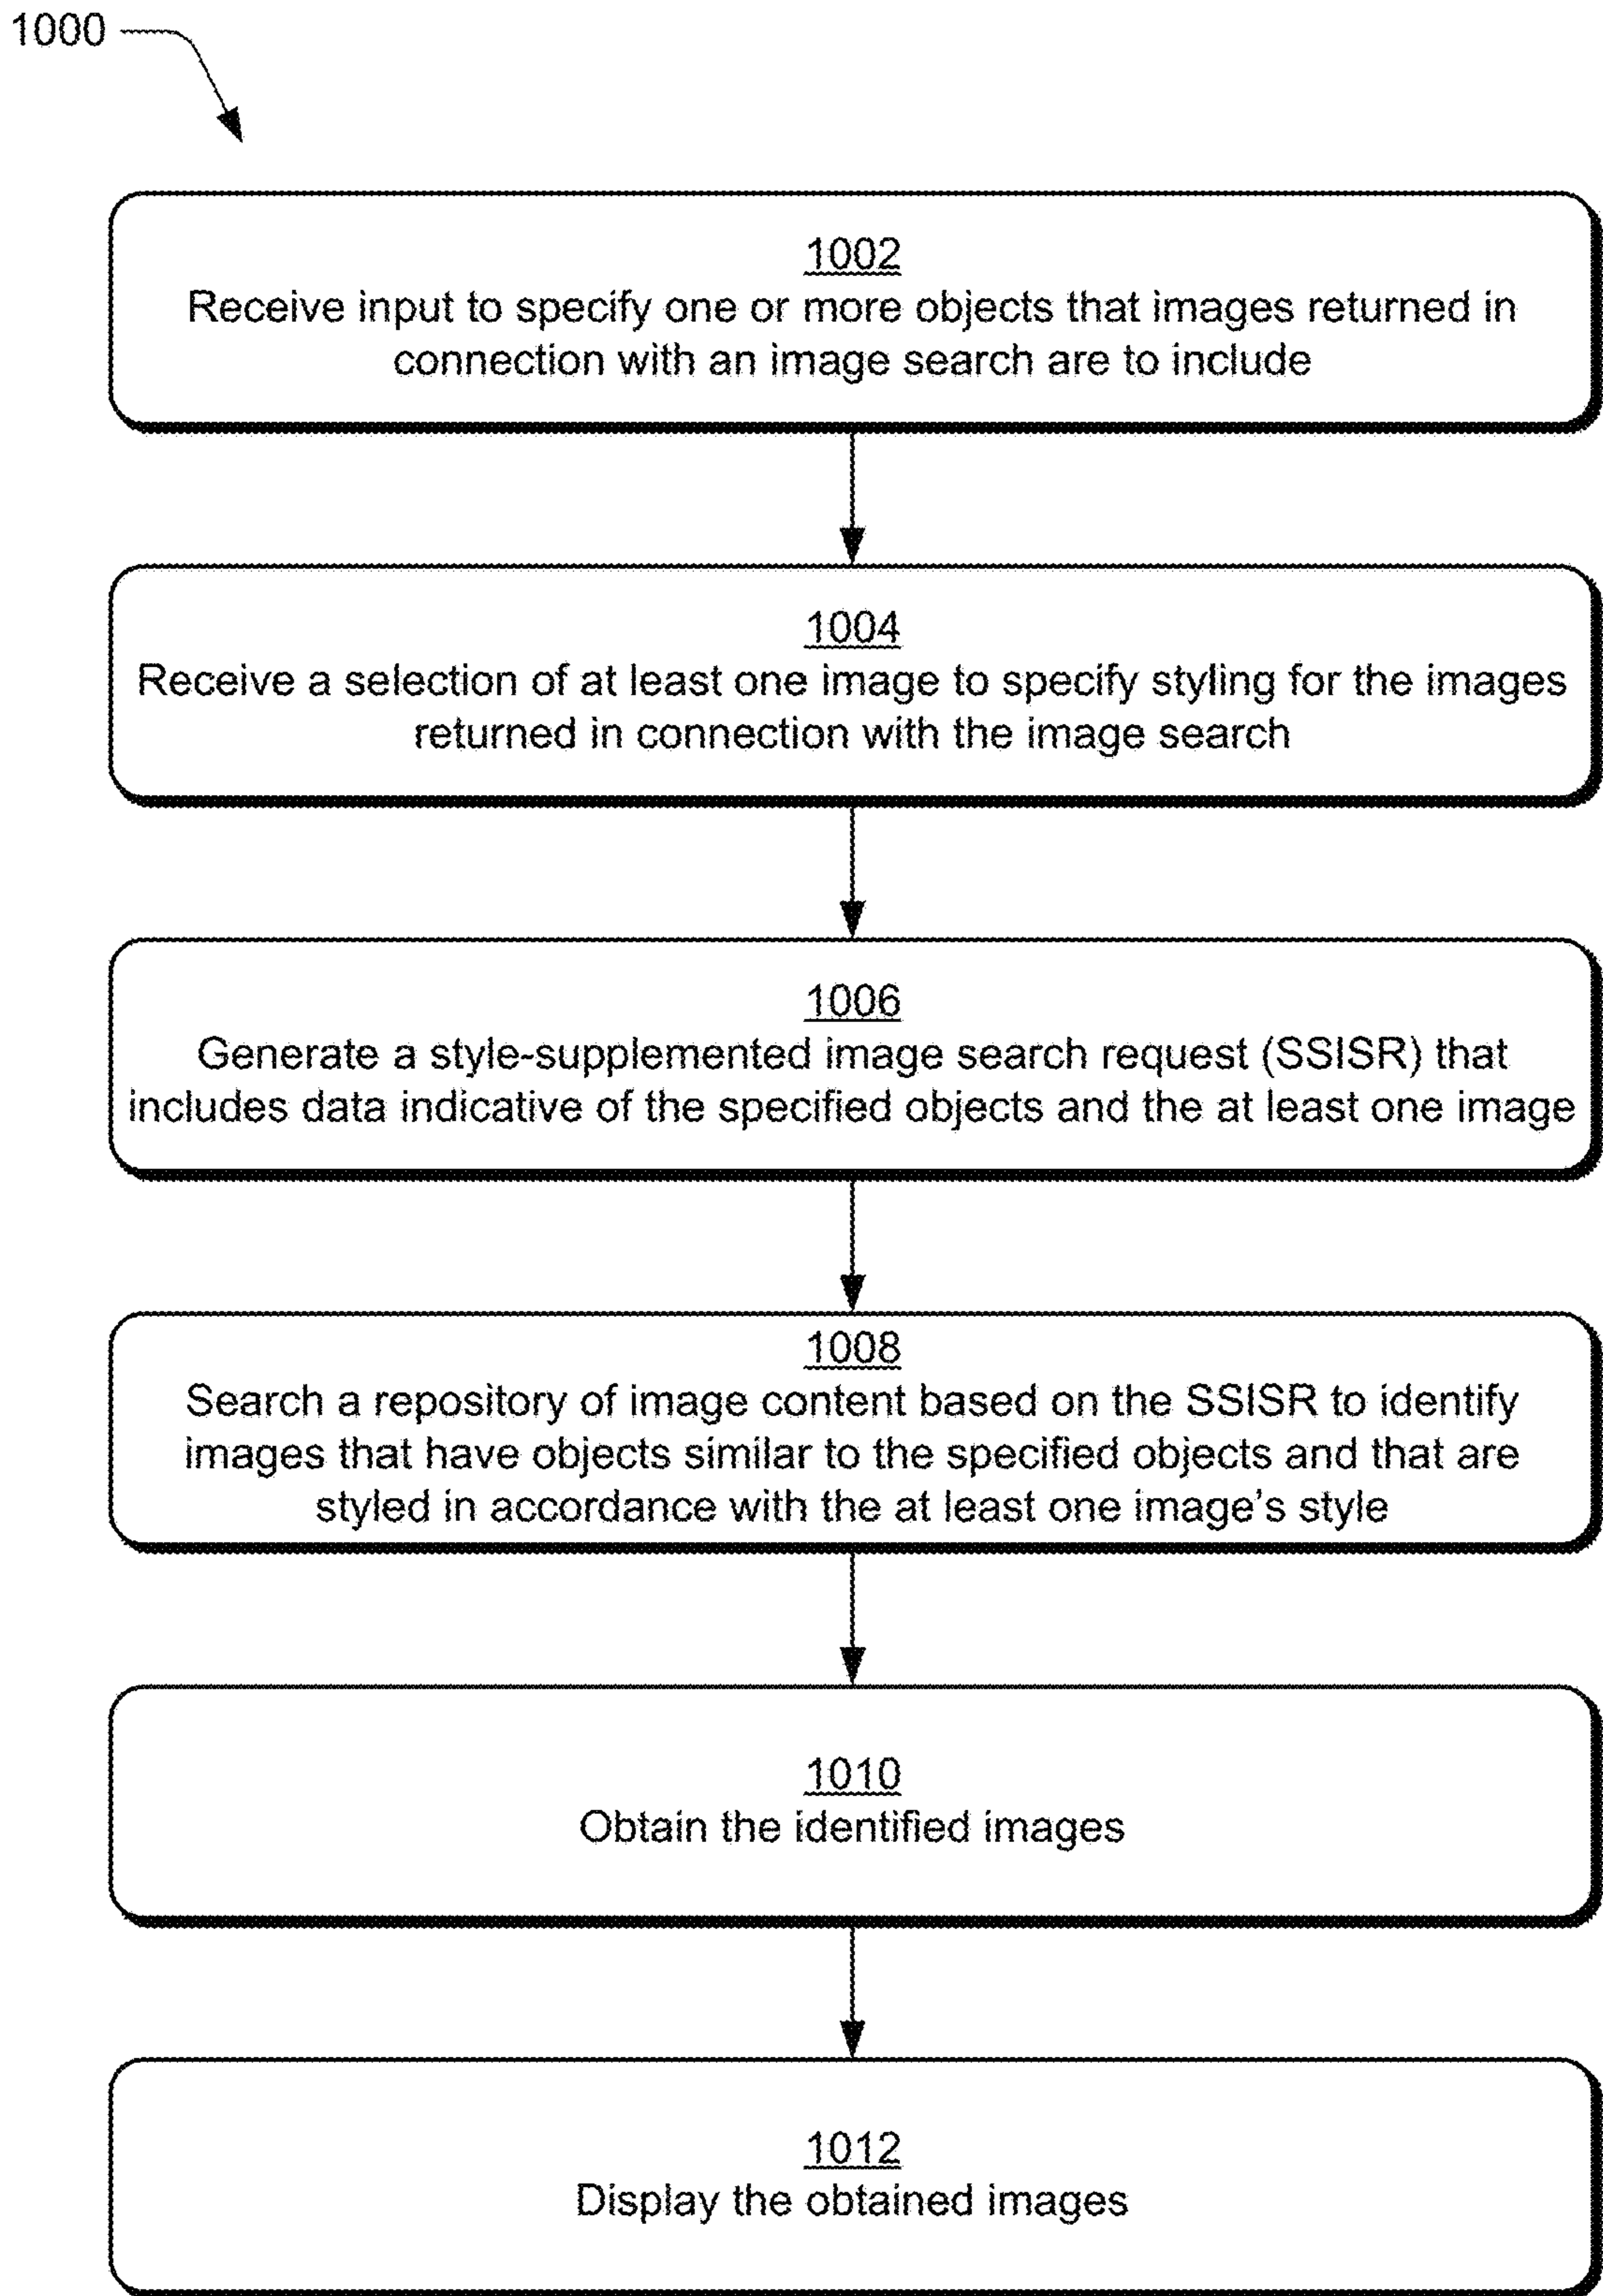 1000
1002
Receive input to specify one or more objects that images returned in
connection with an image search are to include
1004
Receive a selection of at least one image to specify styling for the images
returned in connection with the image search
1006
Generate a style-supplemented image search request (SSISR) that
includes data indicative of the specified objects and the at least one image
1008
Search a repository of image content based on the SSISR to identify
images that have objects similar to the specified objects and that are
styled in accordance with the at least one image’s style
1010
Obtain the identified images
1012
Display the obtained images